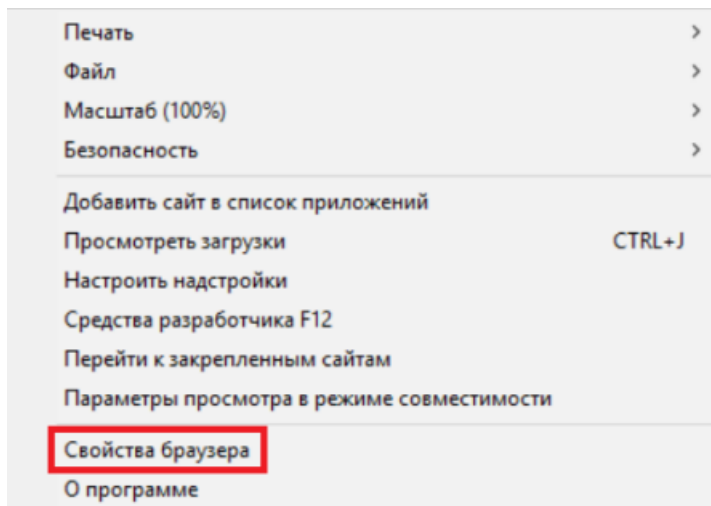 Печать
Файл
Масштаб (100%)
Безопасность
Добавить сайт в список приложений
Просмотреть загрузки CTRL+J
Настроить надстройки
Средства разработчика F12
Перейти к закрепленным сайтам
Параметры просмотра в режиме совместимости
Свойства браузера
О программе